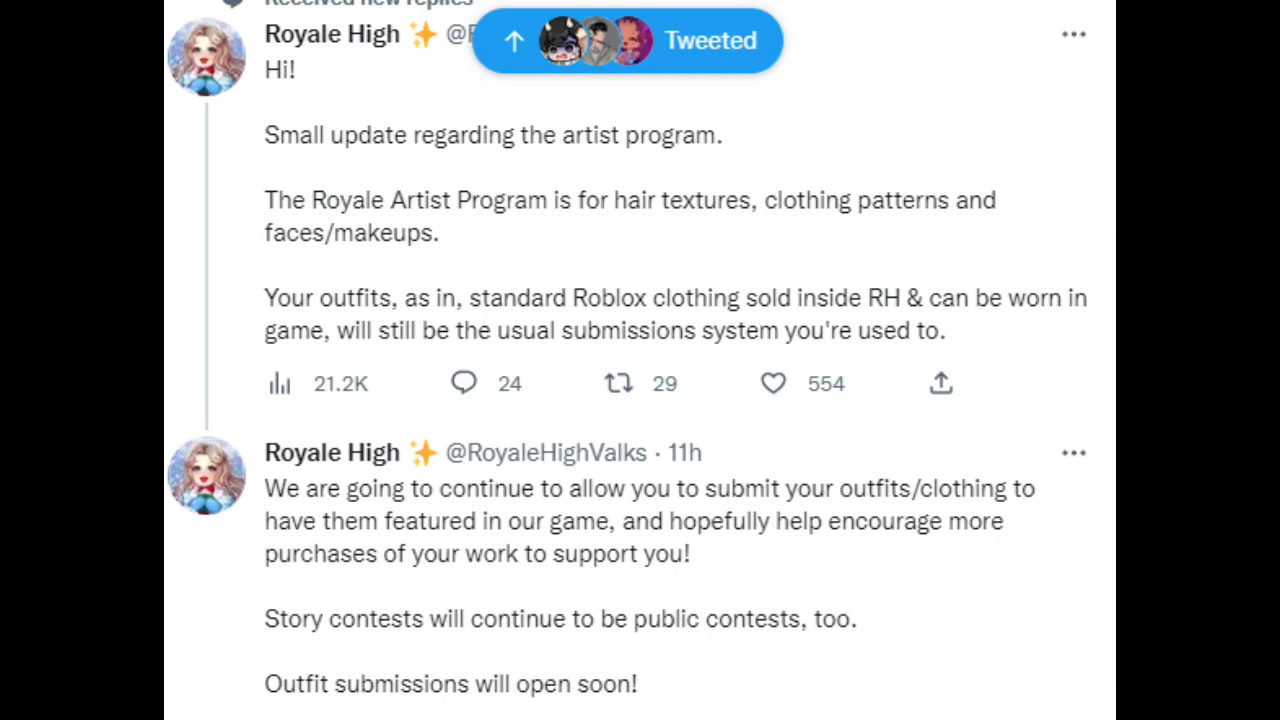 Received new replies
Royale High ✨ @
Tweeted
Hi!
Small update regarding the artist program.
The Royale Artist Program is for hair textures, clothing patterns and
faces/makeups.
Your outfits, as in, standard Roblox clothing sold inside RH & can be worn in
game, will still be the usual submissions system you're used to.
21.2K 24 29 554
Royale High ✨ @RoyaleHighValks · 11h
We are going to continue to allow you to submit your outfits/clothing to
have them featured in our game, and hopefully help encourage more
purchases of your work to support you!
Story contests will continue to be public contests, too.
Outfit submissions will open soon!